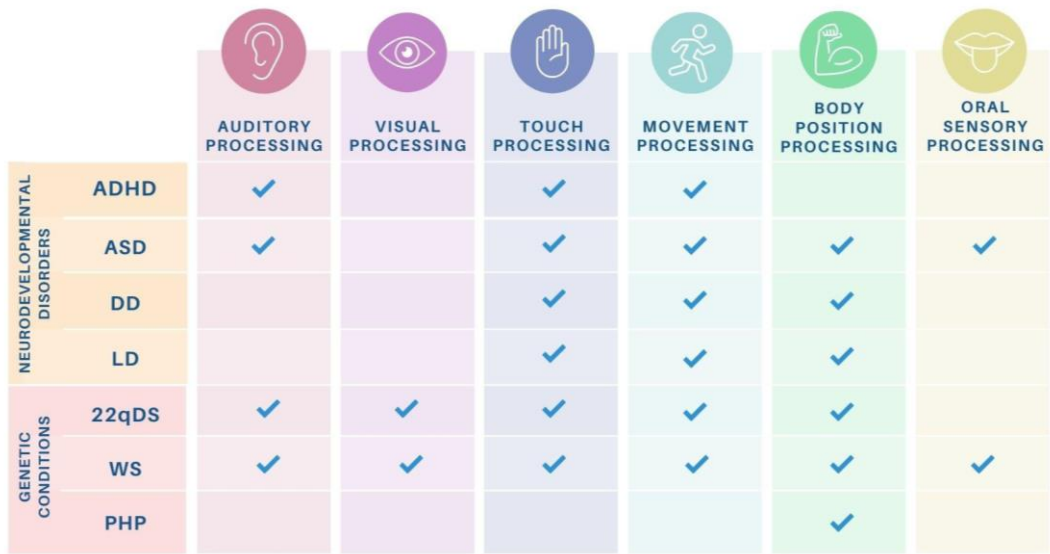 AUDITORY
PROCESSING
VISUAL
PROCESSING
TOUCH
PROCESSING
MOVEMENT
PROCESSING
BODY
POSITION
PROCESSING
ORAL
SENSORY
PROCESSING
NEURODEVELOPMENTAL
DISORDERS
ADHD
ASD
DD
LD
GENETIC
CONDITIONS
22qDS
WS
PHP